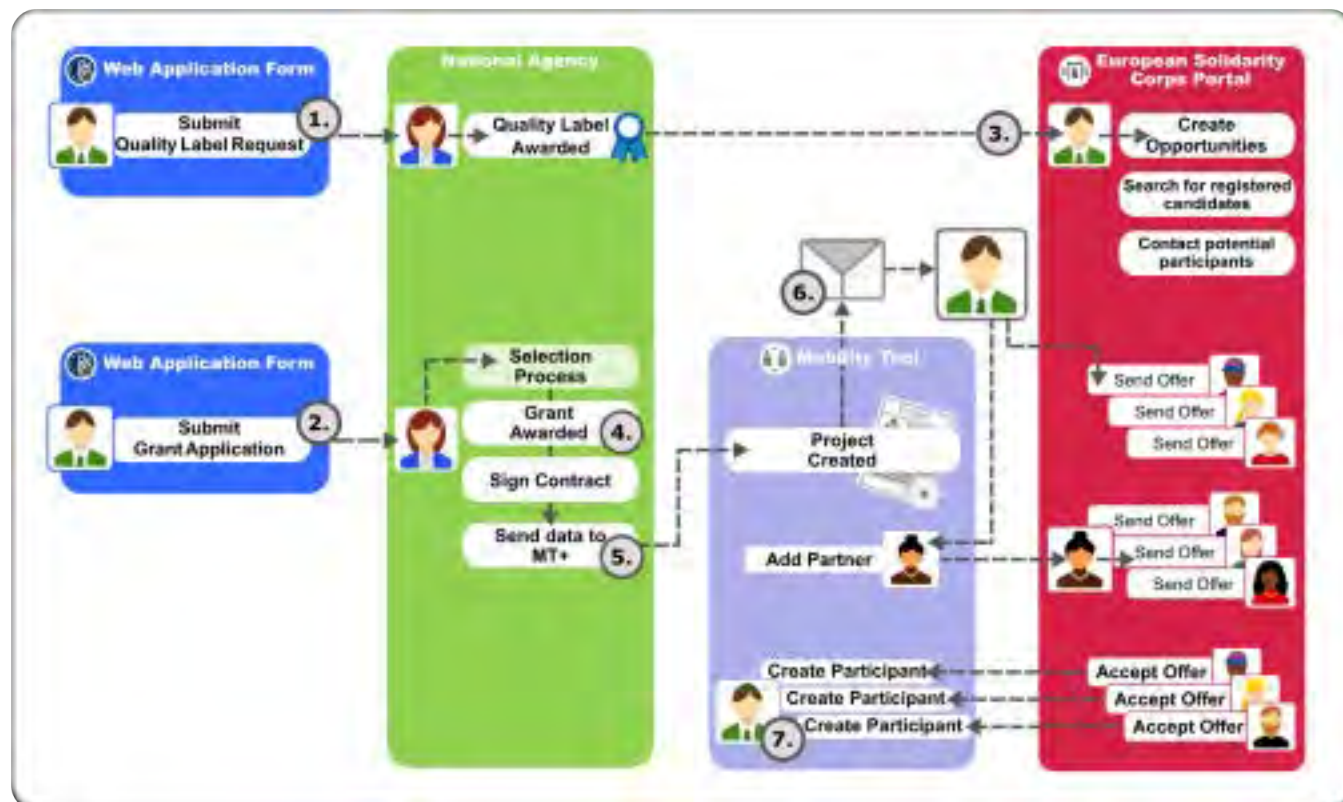 Web Application Form
Submit
Quality Label Request
1.
National Agency
Quality Label
Awarded
3.
European Solidarity
Corps Portal
Create
Opportunities
Search for registered
candidates
Contact potential
participants
6.
Web Application Form
Submit
Grant Application
2.
Selection
Process
Grant
Awarded
4.
Sign Contract
Send data to
MT+
5.
Mobility Tool
Project
Created
Add Partner
Send Offer
Send Offer
Send Offer
Send Offer
Send Offer
Send Offer
Create Participant
Create Participant
Create Participant
7.
Accept Offer
Accept Offer
Accept Offer